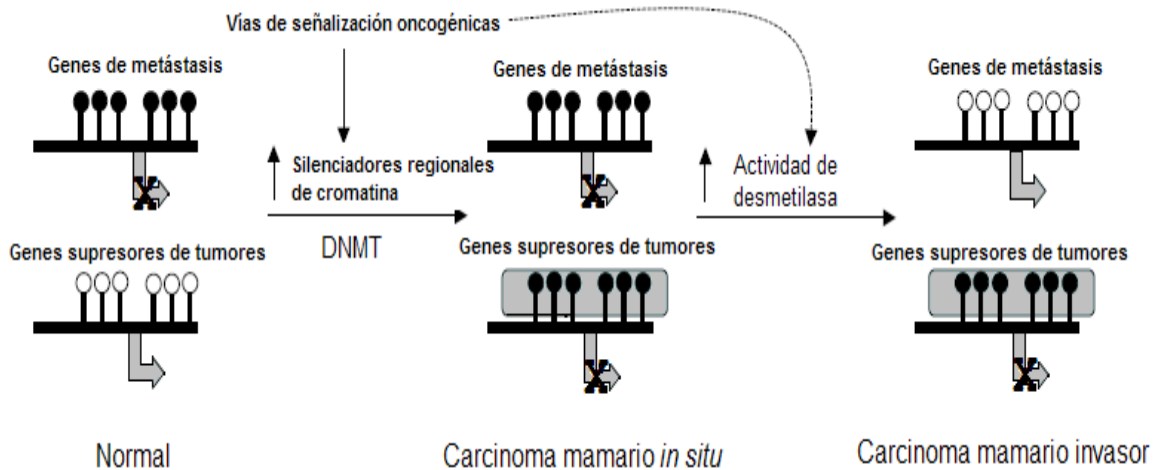 Vías de señalización oncogénicas
Genes de metástasis
Genes de metástasis
Genes de metástasis
Silenciadores regionales
de cromatina
Actividad de
desmetilasa
DNMT
Genes supresores de tumores
Genes supresores de tumores
Genes supresores de tumores
Normal
Carcinoma mamario in situ
Carcinoma mamario invasor